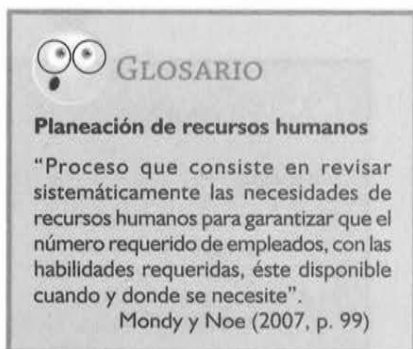 GLOSARIO
Planeación de recursos humanos
"Proceso que consiste en revisar
sistemáticamente las necesidades de
recursos humanos para garantizar que el
número requerido de empleados, con las
habilidades requeridas, éste disponible
cuando y donde se necesite".
Mondy y Noe (2007, p. 99)